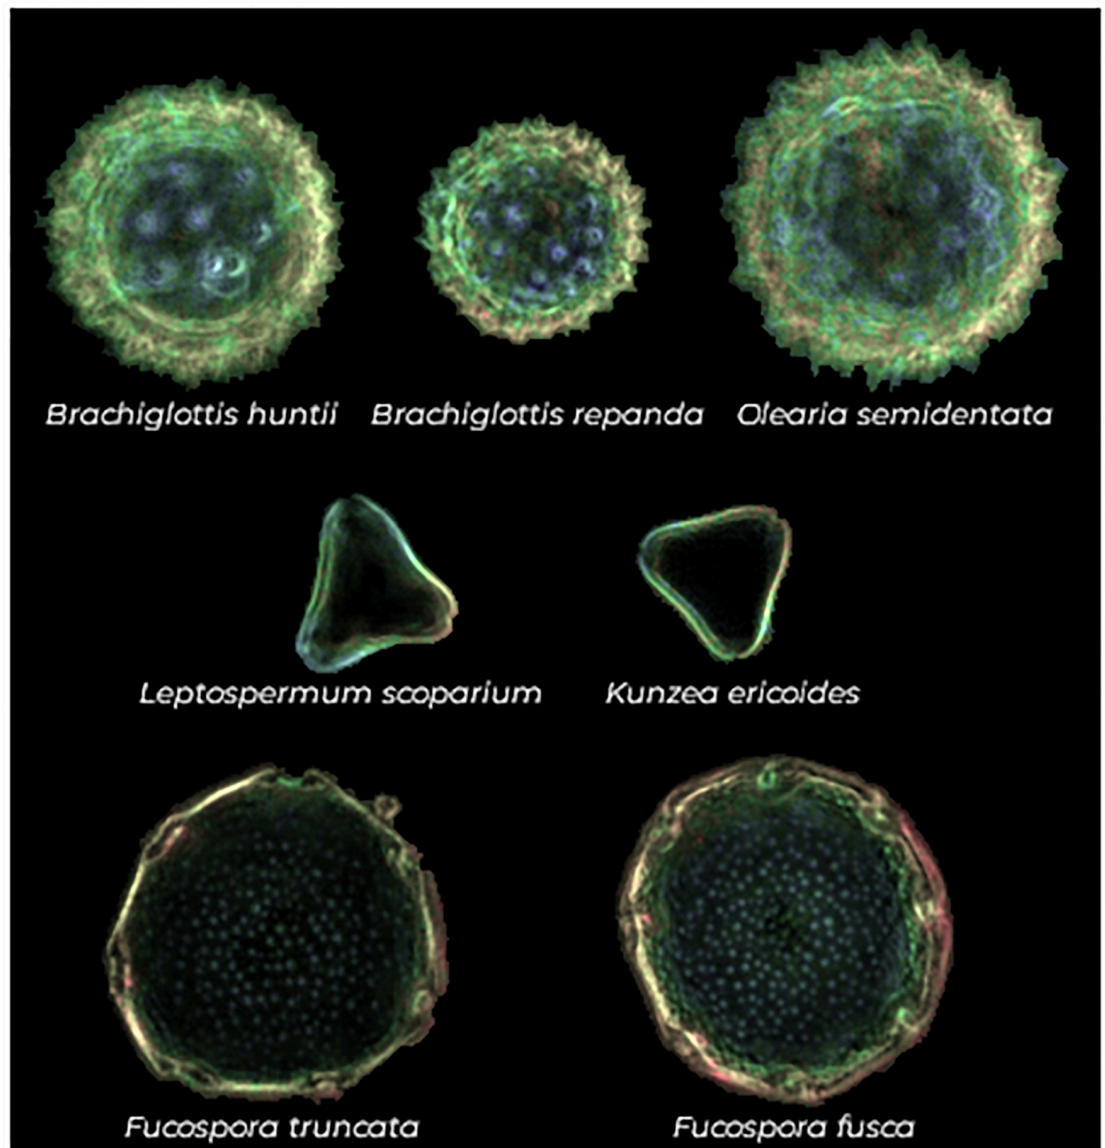 Brachiglottis huntii
Brachiglottis repanda
Olearia semidentata
Leptospermum scoparium
Kunzea ericoides
Fucospora truncata
Fucospora fusca